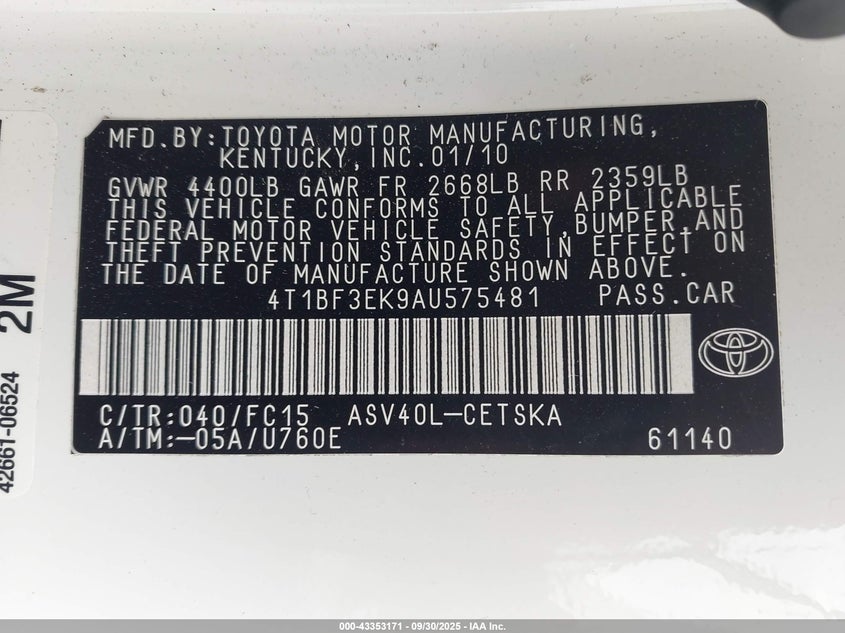 MFD.BY:TOYOTA MOTOR MANUFACTURING,
KENTUCKY,INC.01/10
GVWR 4400LB GAWR FR 2668LB RR 2359LB
THIS VEHICLE CONFORMS TO ALL APPLICABLE
FEDERAL MOTOR VEHICLE SAFETY,BUMPER,AND
THEFT PREVENTION STANDARDS IN EFFECT ON
THE DATE OF MANUFACTURE SHOWN ABOVE.
4T1BF3EK9AU575481 PASS.CAR
C/TR:040/FC15 ASV40L-CETSKA
A/TM:-05A/U760E 61140
42661-06524 2M
000-43353171 - 09/30/2025 - IAA Inc.